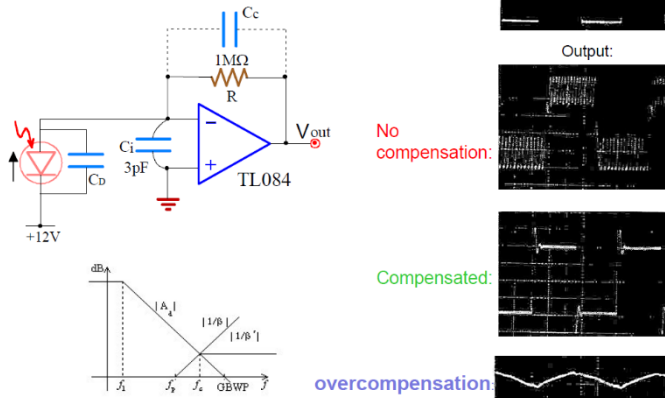 Cc
1MΩ
R
Vout
Ci
3pF
CD
TL084
+12V
dB
|Ad|
|1/β|
|1/β'|
f1
fp
fc
GBWP
f
Output:
No
compensation:
Compensated:
overcompensation: